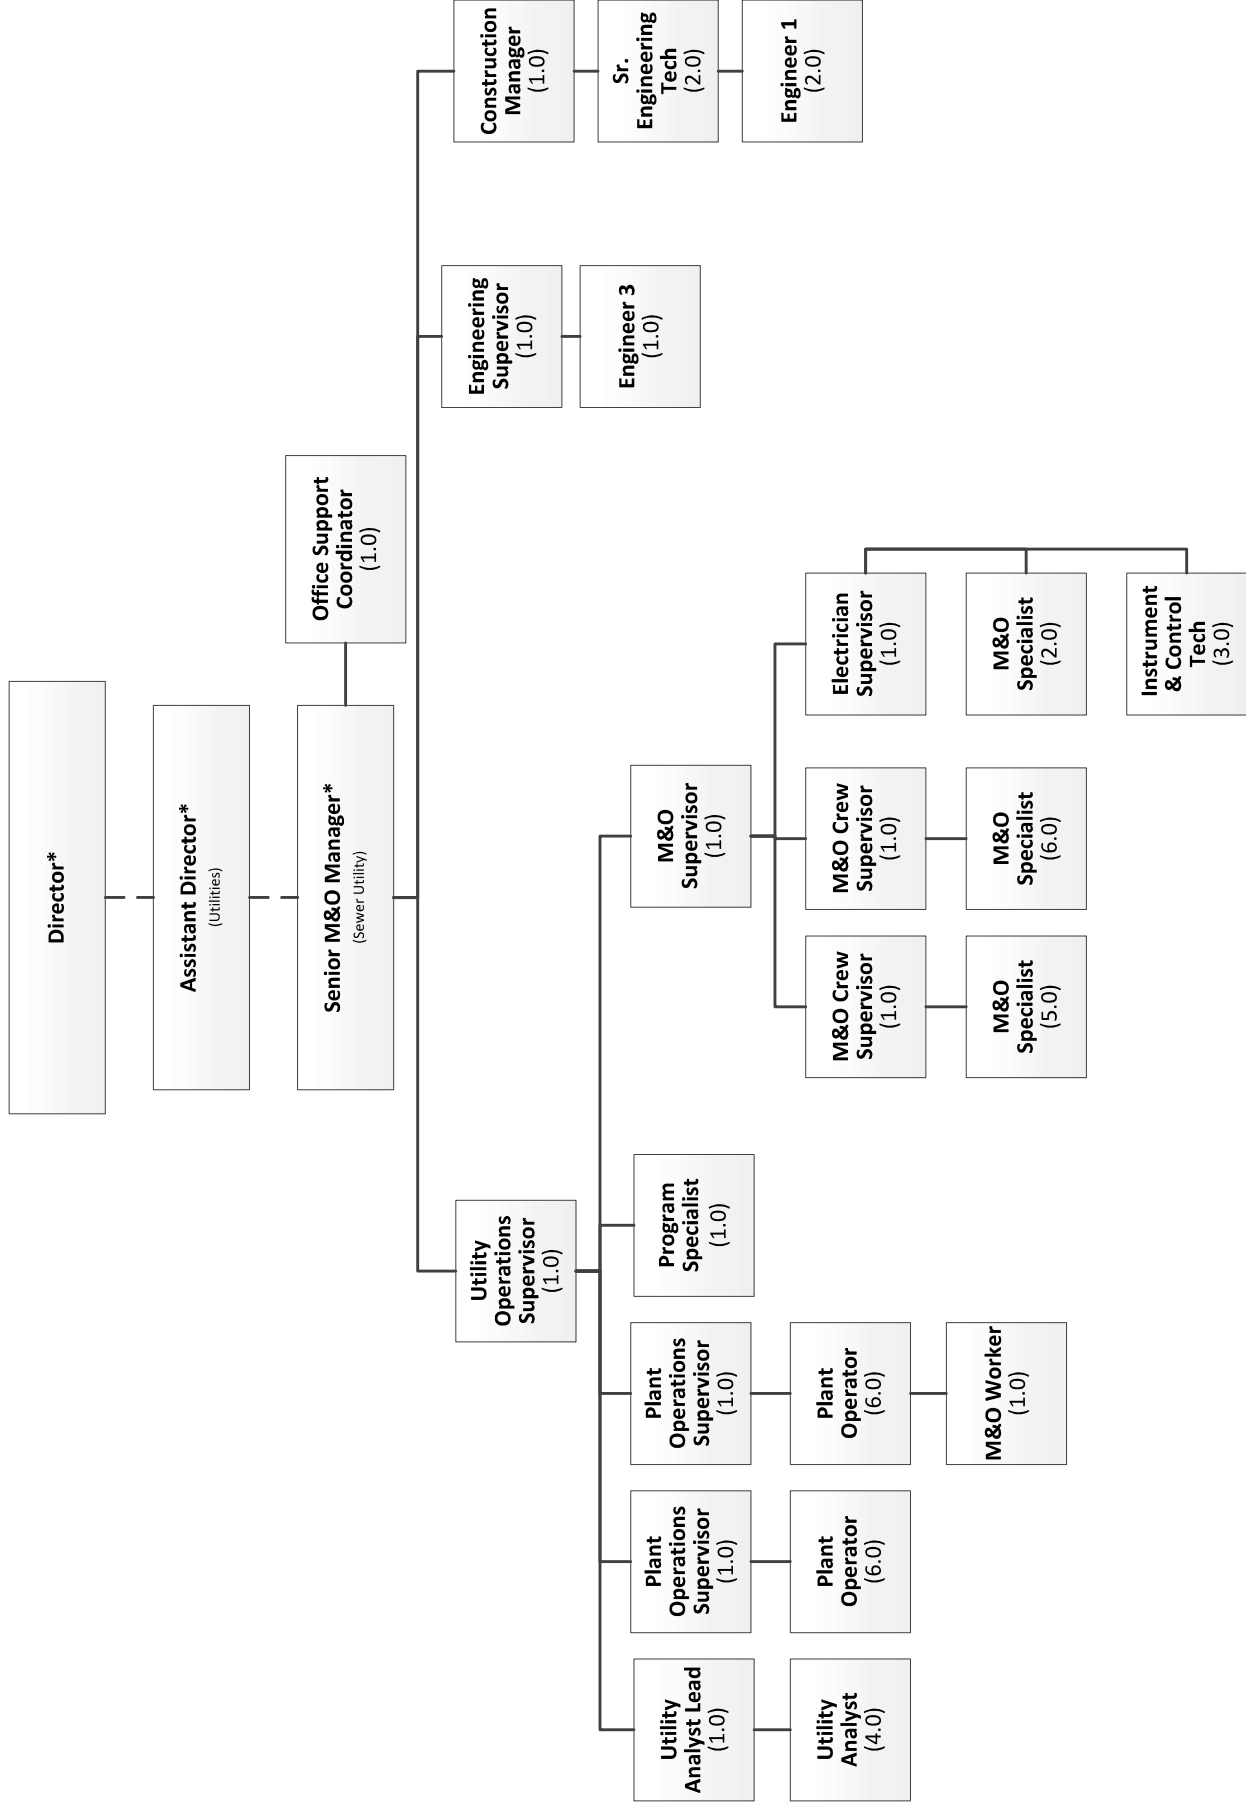 Director*
Assistant Director*
(Utilities)
Senior M&O Manager*
(Sewer Utility)
Office Support
Coordinator
(1.0)
Utility
Operations
Supervisor
(1.0)
Engineering
Supervisor
(1.0)
Engineer 3
(1.0)
Construction
Manager
(1.0)
Sr.
Engineering
Tech
(2.0)
Engineer 1
(2.0)
Utility
Analyst Lead
(1.0)
Utility
Analyst
(4.0)
Plant
Operations
Supervisor
(1.0)
Plant
Operator
(6.0)
Plant
Operations
Supervisor
(1.0)
Plant
Operator
(6.0)
M&O Worker
(1.0)
Program
Specialist
(1.0)
M&O
Supervisor
(1.0)
M&O Crew
Supervisor
(1.0)
M&O
Specialist
(5.0)
M&O Crew
Supervisor
(1.0)
M&O
Specialist
(6.0)
Electrician
Supervisor
(1.0)
M&O
Specialist
(2.0)
Instrument
& Control
Tech
(3.0)